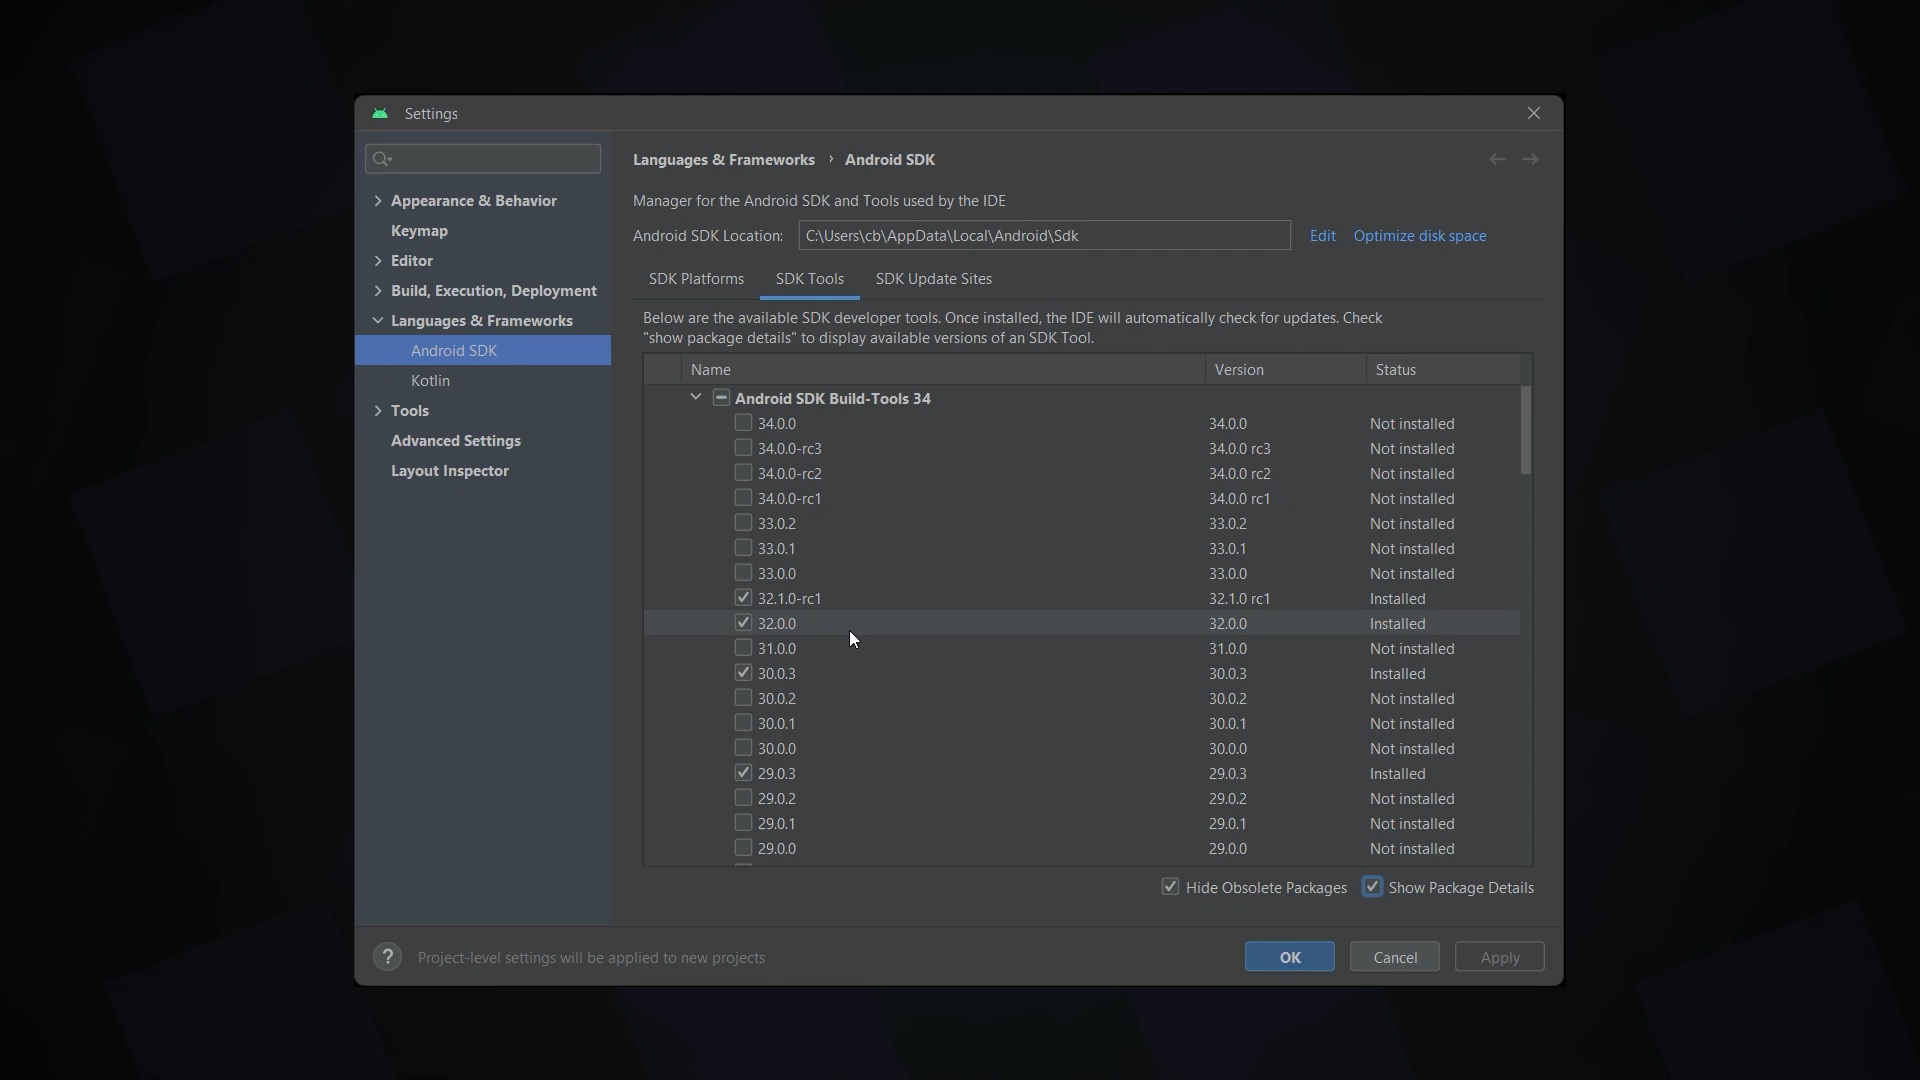 Settings
Appearance & Behavior
Keymap
Editor
Build, Execution, Deployment
Languages & Frameworks
Android SDK
Kotlin
Tools
Advanced Settings
Layout Inspector
Languages & Frameworks › Android SDK
Manager for the Android SDK and Tools used by the IDE
Android SDK Location: C:\Users\cb\AppData\Local\Android\Sdk Edit Optimize disk space
SDK Platforms SDK Tools SDK Update Sites
Below are the available SDK developer tools. Once installed, the IDE will automatically check for updates. Check
"show package details" to display available versions of an SDK Tool.
Name Version Status
Android SDK Build-Tools 34
34.0.0 34.0.0 Not installed
34.0.0-rc3 34.0.0 rc3 Not installed
34.0.0-rc2 34.0.0 rc2 Not installed
34.0.0-rc1 34.0.0 rc1 Not installed
33.0.2 33.0.2 Not installed
33.0.1 33.0.1 Not installed
33.0.0 33.0.0 Not installed
32.1.0-rc1 32.1.0 rc1 Installed
32.0.0 32.0.0 Installed
31.0.0 31.0.0 Not installed
30.0.3 30.0.3 Installed
30.0.2 30.0.2 Not installed
30.0.1 30.0.1 Not installed
30.0.0 30.0.0 Not installed
29.0.3 29.0.3 Installed
29.0.2 29.0.2 Not installed
29.0.1 29.0.1 Not installed
29.0.0 29.0.0 Not installed
Hide Obsolete Packages Show Package Details
? Project-level settings will be applied to new projects
OK Cancel Apply